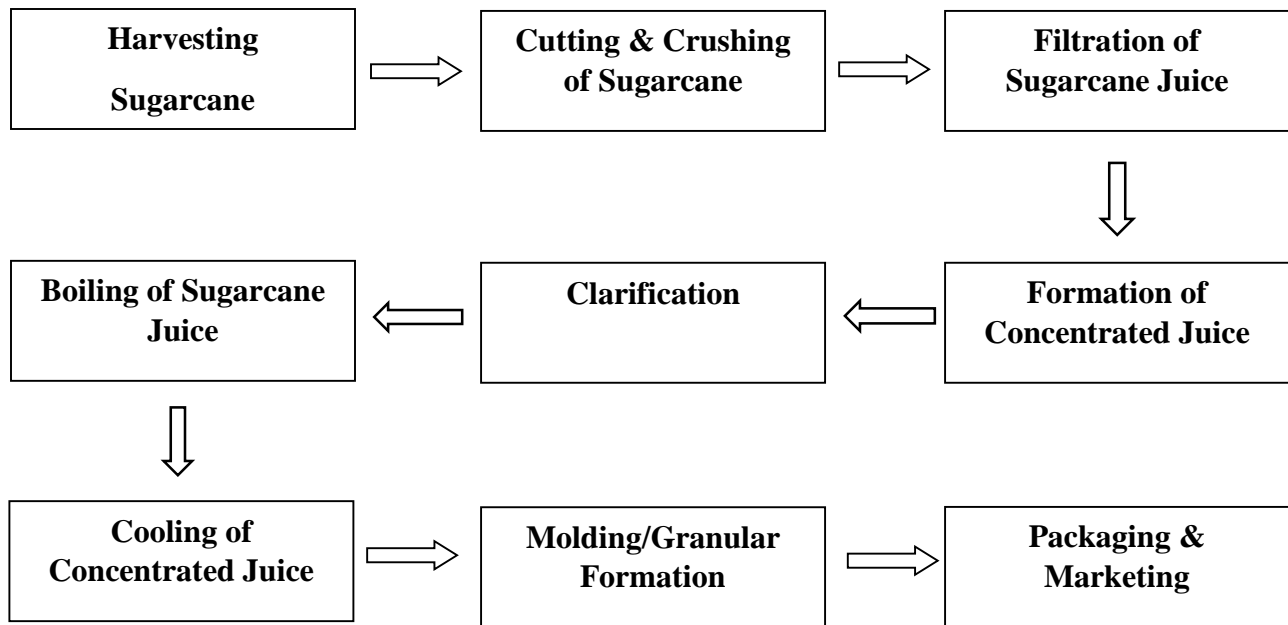 Harvesting
Sugarcane
Cutting & Crushing
of Sugarcane
Filtration of
Sugarcane Juice
Formation of
Concentrated Juice
Clarification
Boiling of Sugarcane
Juice
Cooling of
Concentrated Juice
Molding/Granular
Formation
Packaging &
Marketing